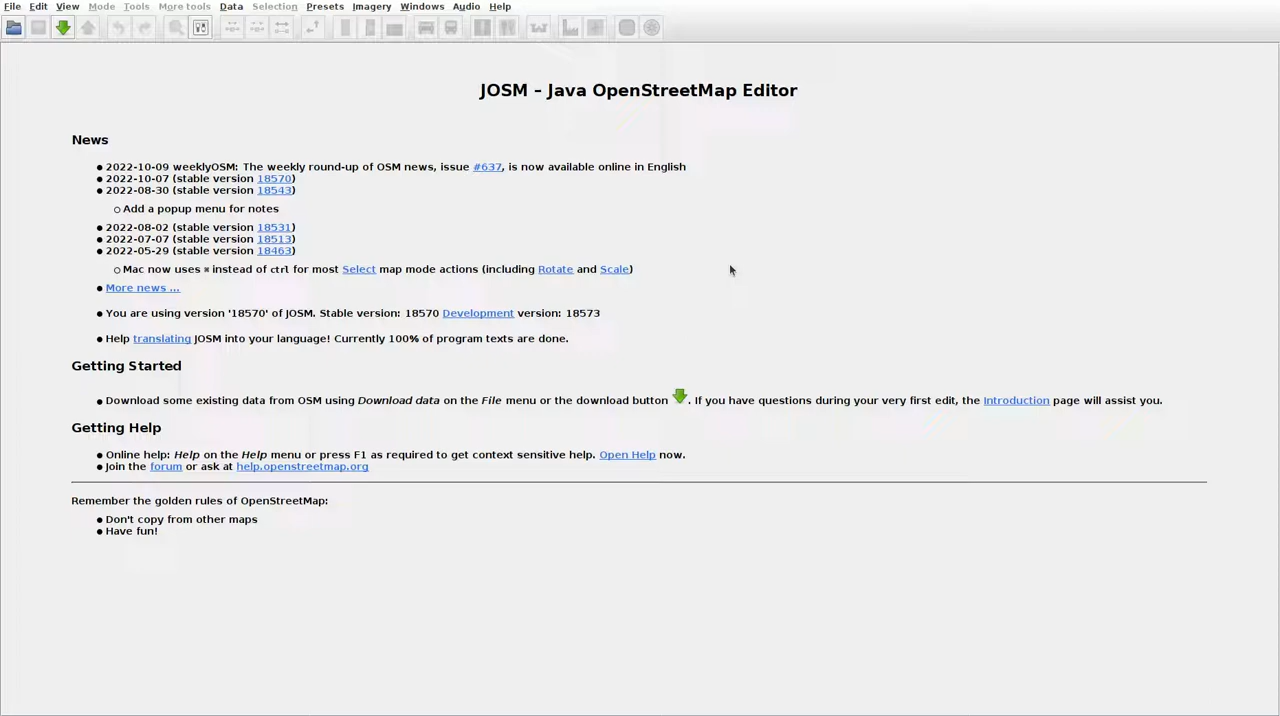 File Edit View Mode Tools More tools Data Selection Presets Imagery Windows Audio Help
JOSM – Java OpenStreetMap Editor
News
2022-10-09 weeklyOSM: The weekly round-up of OSM news, issue #637, is now available online in English
2022-10-07 (stable version 18570)
2022-08-30 (stable version 18543)
Add a popup menu for notes
2022-08-02 (stable version 18531)
2022-07-07 (stable version 18513)
2022-05-29 (stable version 18463)
Mac now uses ⌘ instead of ctrl for most Select map mode actions (including Rotate and Scale)
More news ...
You are using version '18570' of JOSM. Stable version: 18570 Development version: 18573
Help translating JOSM into your language! Currently 100% of program texts are done.
Getting Started
Download some existing data from OSM using Download data on the File menu or the download button . If you have questions during your very first edit, the Introduction page will assist you.
Getting Help
Online help: Help on the Help menu or press F1 as required to get context sensitive help. Open Help now.
Join the forum or ask at help.openstreetmap.org
Remember the golden rules of OpenStreetMap:
Don't copy from other maps
Have fun!